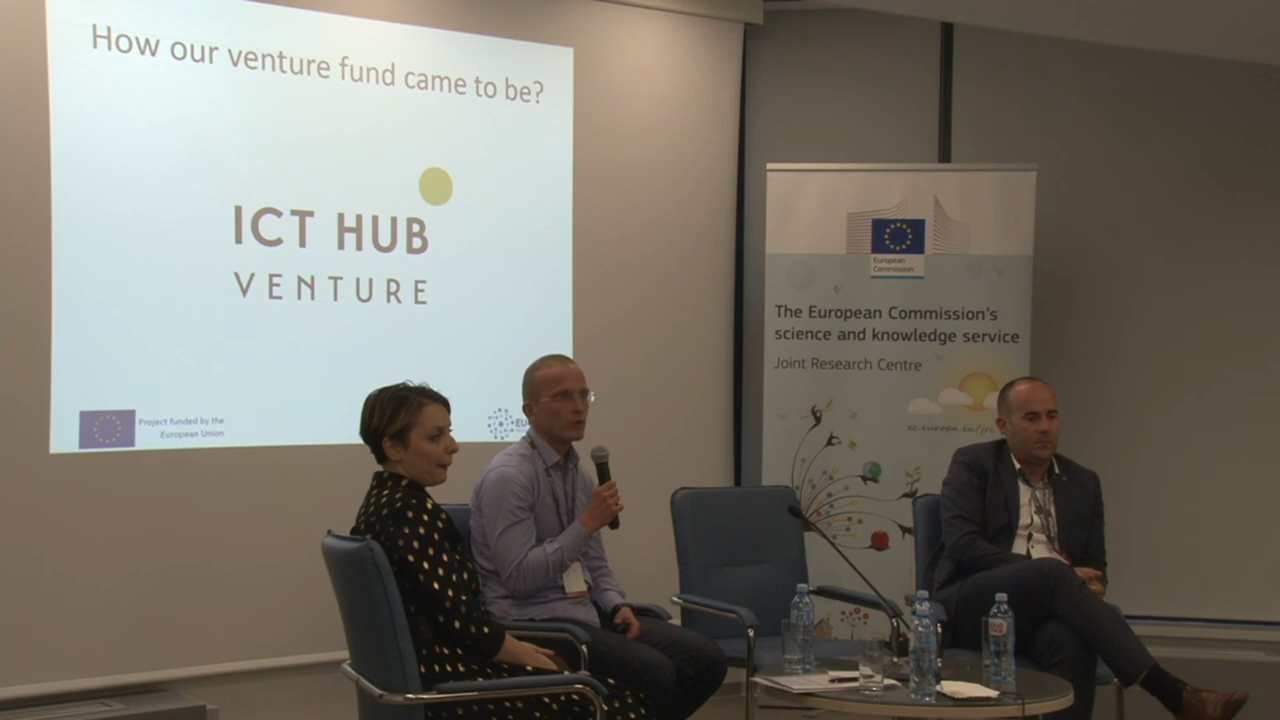 How our venture fund came to be?
ICT HUB
VENTURE
Project funded by the
European Union
EU
European
Commission
The European Commission's
science and knowledge service
Joint Research Centre
ec.europa.eu/jrc